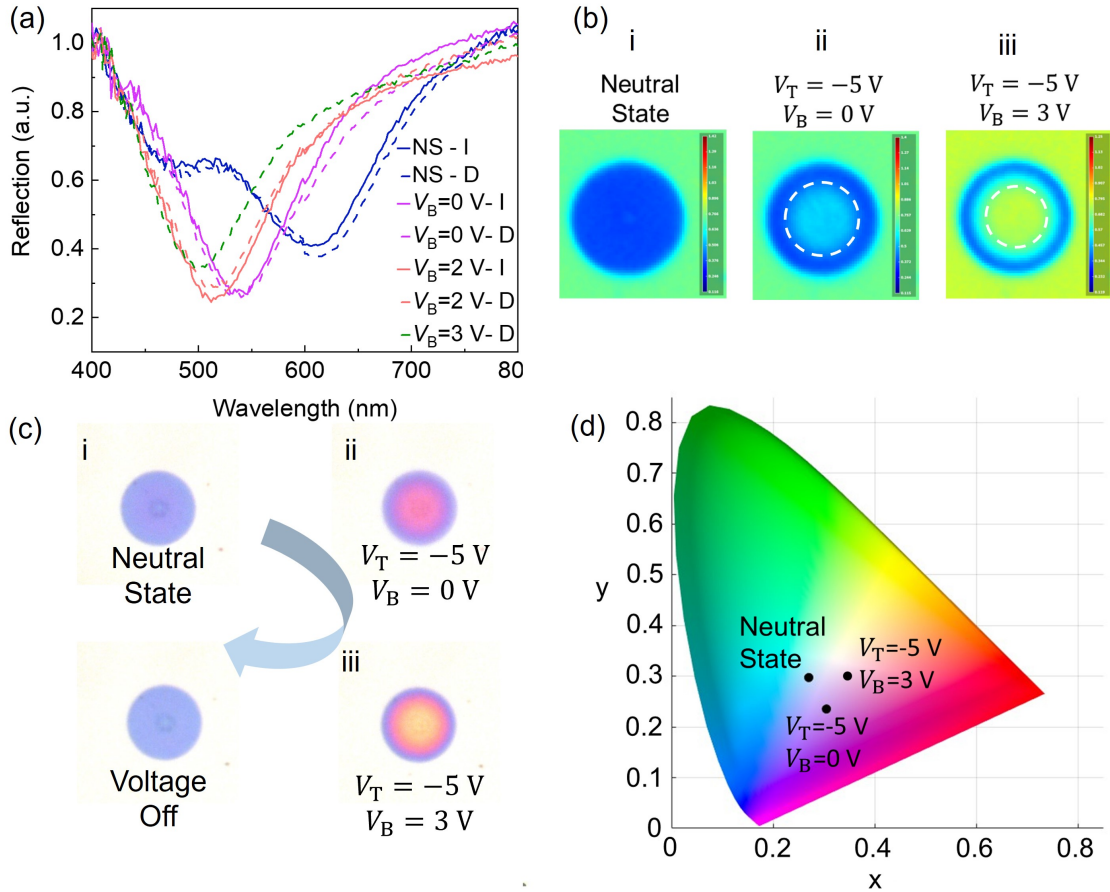 (a)
1.0
0.8
0.6
0.4
0.2
Reflection (a.u.)
400
500
600
700
80
Wavelength (nm)
NS - I
NS - D
VB=0 V- I
VB=0 V- D
VB=2 V- I
VB=2 V- D
VB=3 V- D
(b)
i
Neutral
State
ii
VT = −5 V
VB = 0 V
iii
VT = −5 V
VB = 3 V
(c)
i
Neutral
State
ii
VT = −5 V
VB = 0 V
Voltage
Off
iii
VT = −5 V
VB = 3 V
(d)
0.8
0.7
0.6
0.5
0.4
0.3
0.2
0.1
0
y
0
0.2
0.4
0.6
0.8
x
Neutral
State
VT=-5 V
VB=3 V
VT=-5 V
VB=0 V